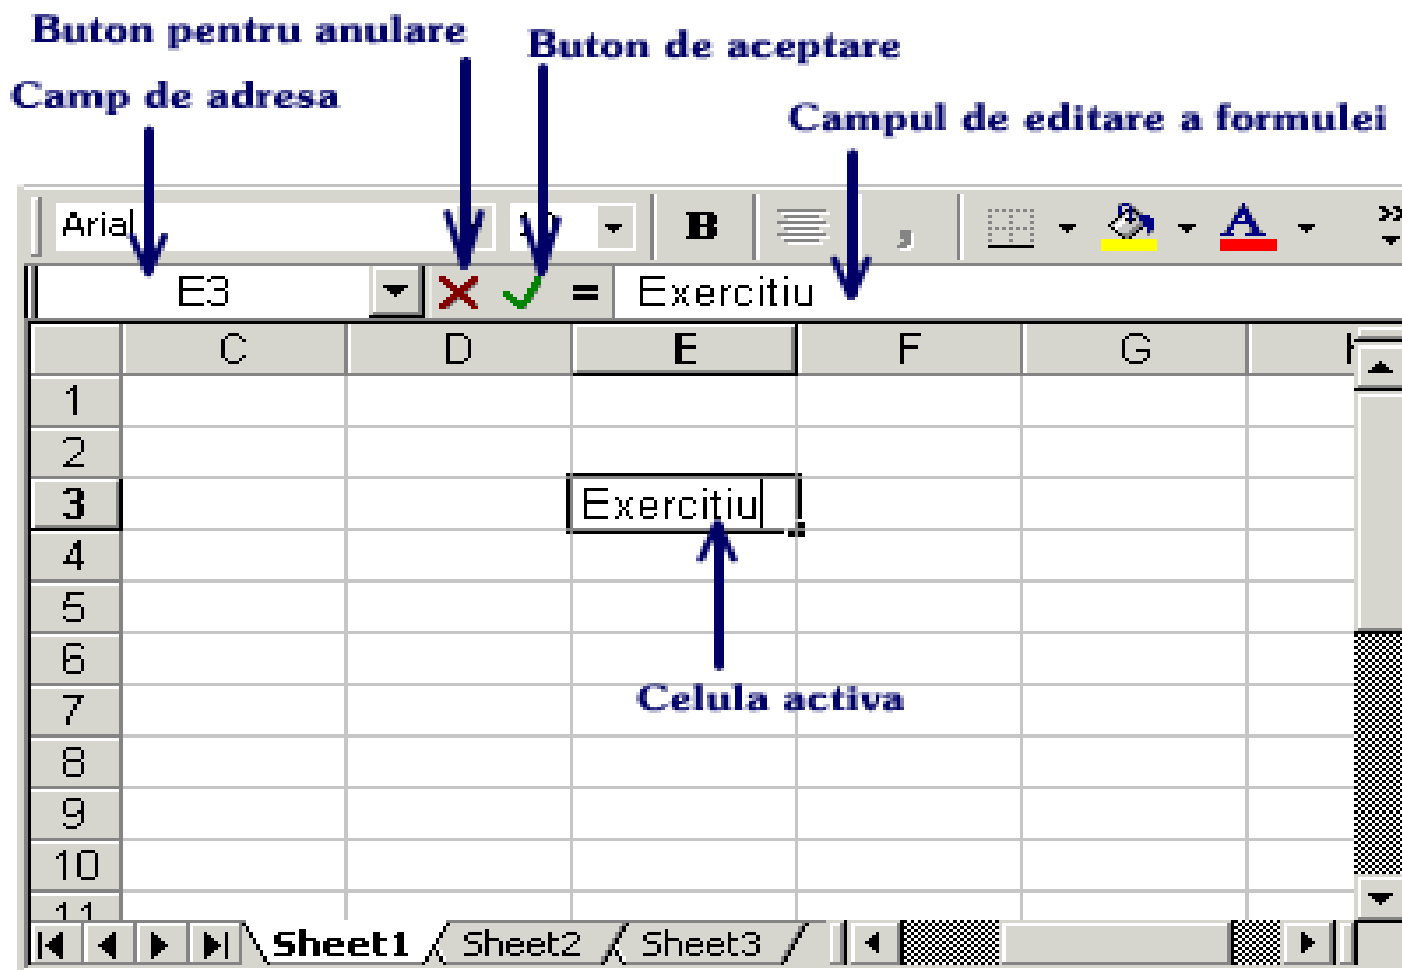 Buton pentru anulare
Buton de aceptare
Camp de adresa
Campul de editare a formulei
B A
E3 = Exercitiu
C D E F G
1
2
3 Exercitiu
4
5
6
Celula activa
7
8
9
10
11
Sheet1 Sheet2 Sheet3